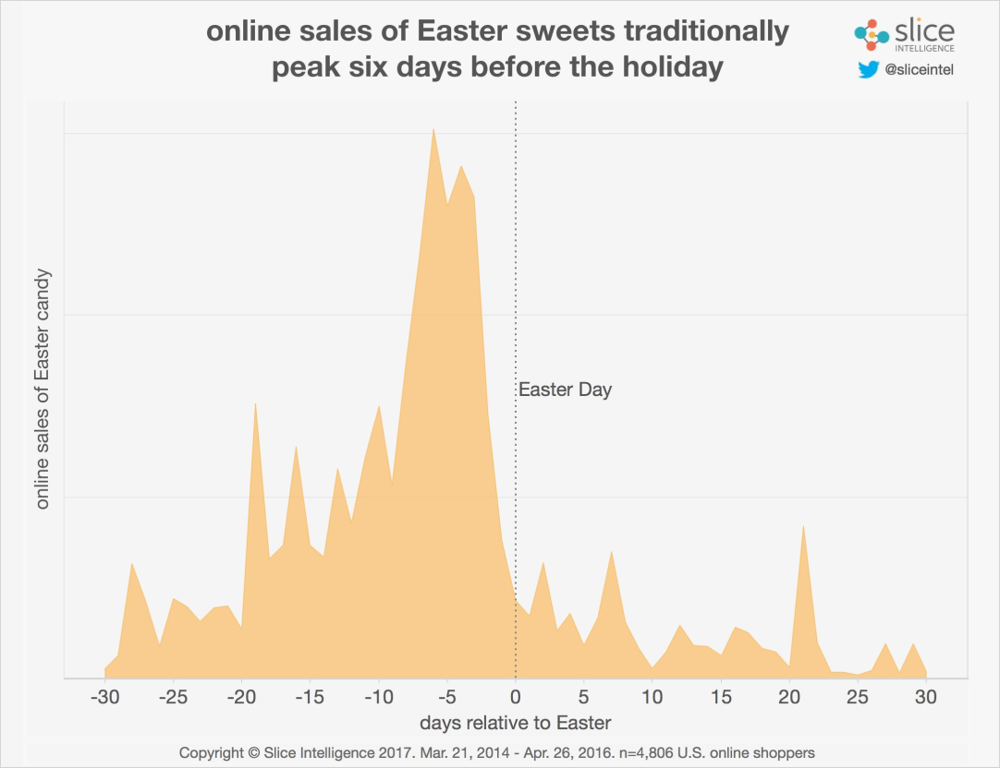 online sales of Easter sweets traditionally
peak six days before the holiday
slice
INTELLIGENCE
@sliceintel
online sales of Easter candy
Easter Day
-30 -25 -20 -15 -10 -5 0 5 10 15 20 25 30
days relative to Easter
Copyright © Slice Intelligence 2017. Mar. 21, 2014 - Apr. 26, 2016. n=4,806 U.S. online shoppers